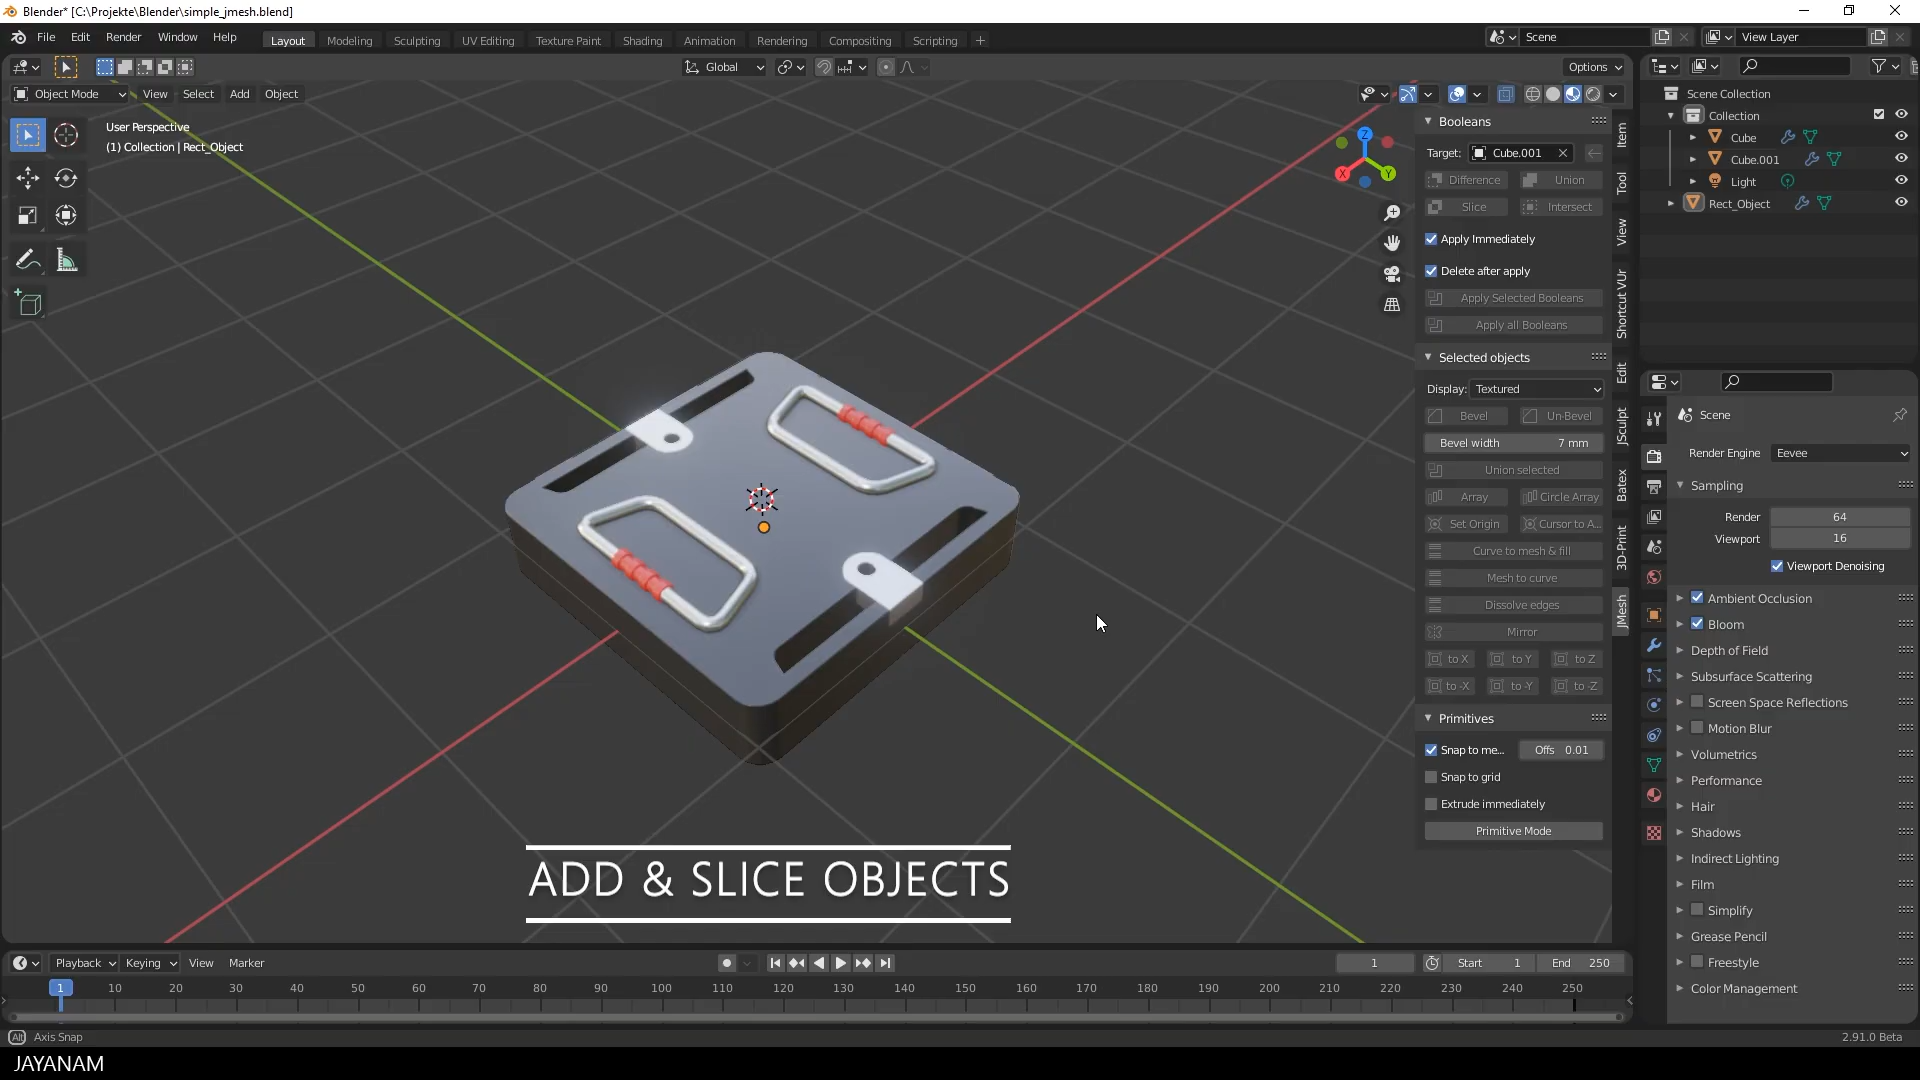 Blender* [C:\Projekte\Blender\simple_jmesh.blend]
File Edit Render Window Help
Layout Modeling Sculpting UV Editing Texture Paint Shading Animation Rendering Compositing Scripting +
Scene
View Layer
Global
Options
Object Mode View Select Add Object
User Perspective
(1) Collection | Rect_Object
Z
X
Y
Booleans
Target: Cube.001
Difference Union
Slice Intersect
Apply Immediately
Delete after apply
Apply Selected Booleans
Apply all Booleans
Selected objects
Display: Textured
Bevel Un-Bevel
Bevel width 7 mm
Union selected
Array Circle Array
Set Origin Cursor to A...
Curve to mesh & fill
Mesh to curve
Dissolve edges
Mirror
to X to Y to Z
to -X to -Y to -Z
Primitives
Snap to me... Offs 0.01
Snap to grid
Extrude immediately
Primitive Mode
Item
Tool
View
Shortcut VUr
Edit
JSculpt
Batex
3D-Print
JMesh
Scene Collection
Collection
Cube
Cube.001
Light
Rect_Object
Scene
Render Engine Eevee
Sampling
Render 64
Viewport 16
Viewport Denoising
Ambient Occlusion
Bloom
Depth of Field
Subsurface Scattering
Screen Space Reflections
Motion Blur
Volumetrics
Performance
Hair
Shadows
Indirect Lighting
Film
Simplify
Grease Pencil
Freestyle
Color Management
ADD & SLICE OBJECTS
Playback Keying View Marker
1 Start 1 End 250
1 10 20 30 40 50 60 70 80 90 100 110 120 130 140 150 160 170 180 190 200 210 220 230 240 250
Alt Axis Snap
2.91.0 Beta
JAYANAM